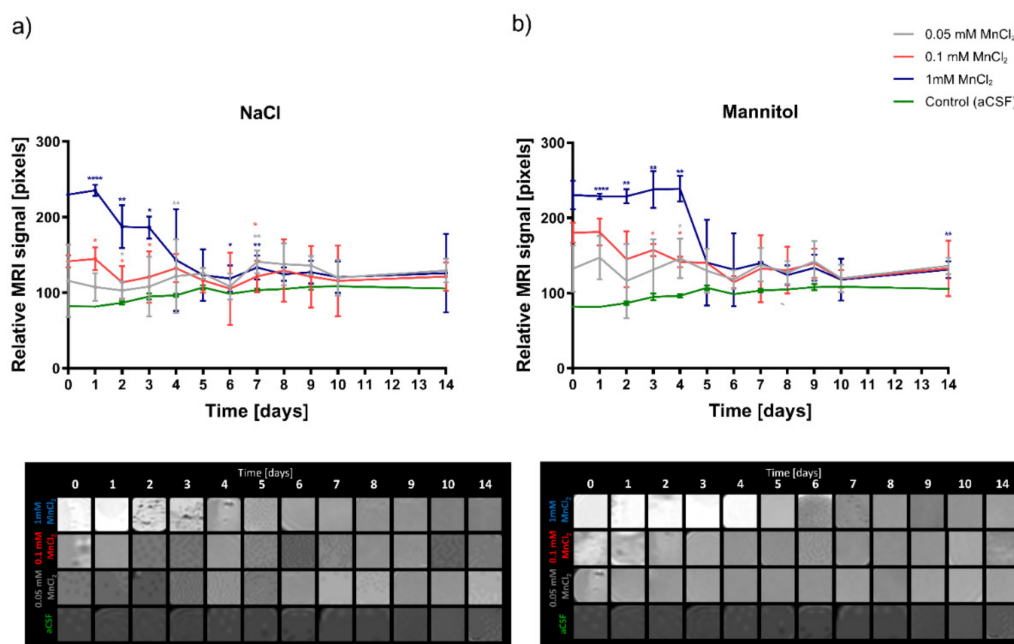 a)
b)
0.05 mM MnCl₂
0.1 mM MnCl₂
1mM MnCl₂
Control (aCSF)
NaCl
Relative MRI signal [pixels]
300
200
100
0
**** ** * ** * * * * * * ** **
0 1 2 3 4 5 6 7 8 9 10 11 12 13 14
Time [days]
Mannitol
Relative MRI signal [pixels]
300
200
100
0
**** ** ** ** * * * **
0 1 2 3 4 5 6 7 8 9 10 11 12 13 14
Time [days]
Time [days]
0 1 2 3 4 5 6 7 8 9 10 14
1mM MnCl₂
0.1 mM MnCl₂
0.05 mM MnCl₂
aCSF
Time [days]
0 1 2 3 4 5 6 7 8 9 10 14
1mM MnCl₂
0.1 mM MnCl₂
0.05 mM MnCl₂
aCSF